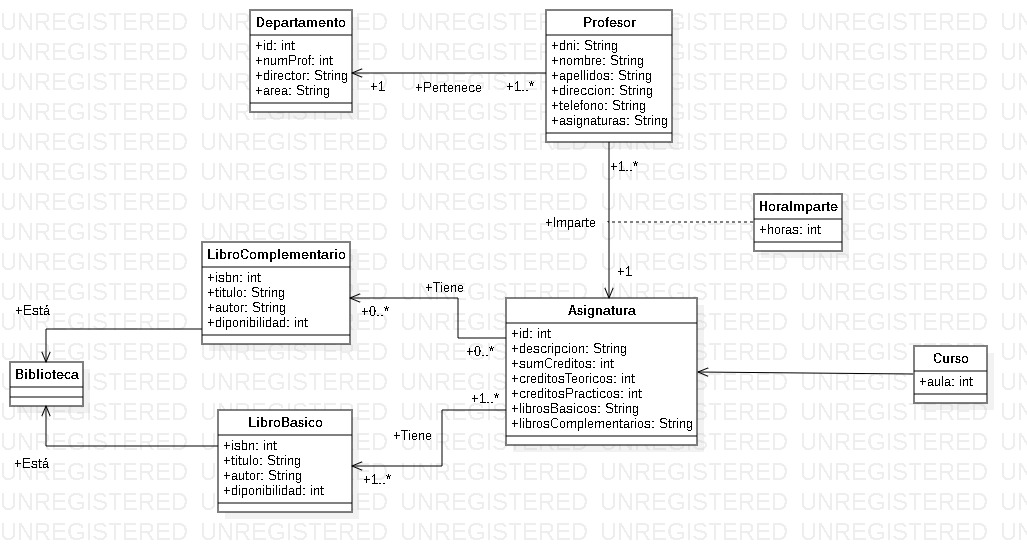 Departamento
+id: int
+numProf: int
+director: String
+area: String
+1
+Pertenece
+1..*
Profesor
+dni: String
+nombre: String
+apellidos: String
+direccion: String
+telefono: String
+asignaturas: String
+1..*
+Imparte
+1
HoraImparte
+horas: int
LibroComplementario
+isbn: int
+titulo: String
+autor: String
+diponibilidad: int
+Tiene
+0..*
+0..*
+Está
Biblioteca
+Está
Asignatura
+id: int
+descripcion: String
+sumCreditos: int
+creditosTeoricos: int
+creditosPracticos: int
+librosBasicos: String
+librosComplementarios: String
Curso
+aula: int
+1..*
+Tiene
+1..*
LibroBasico
+isbn: int
+titulo: String
+autor: String
+diponibilidad: int
UNREGISTERED